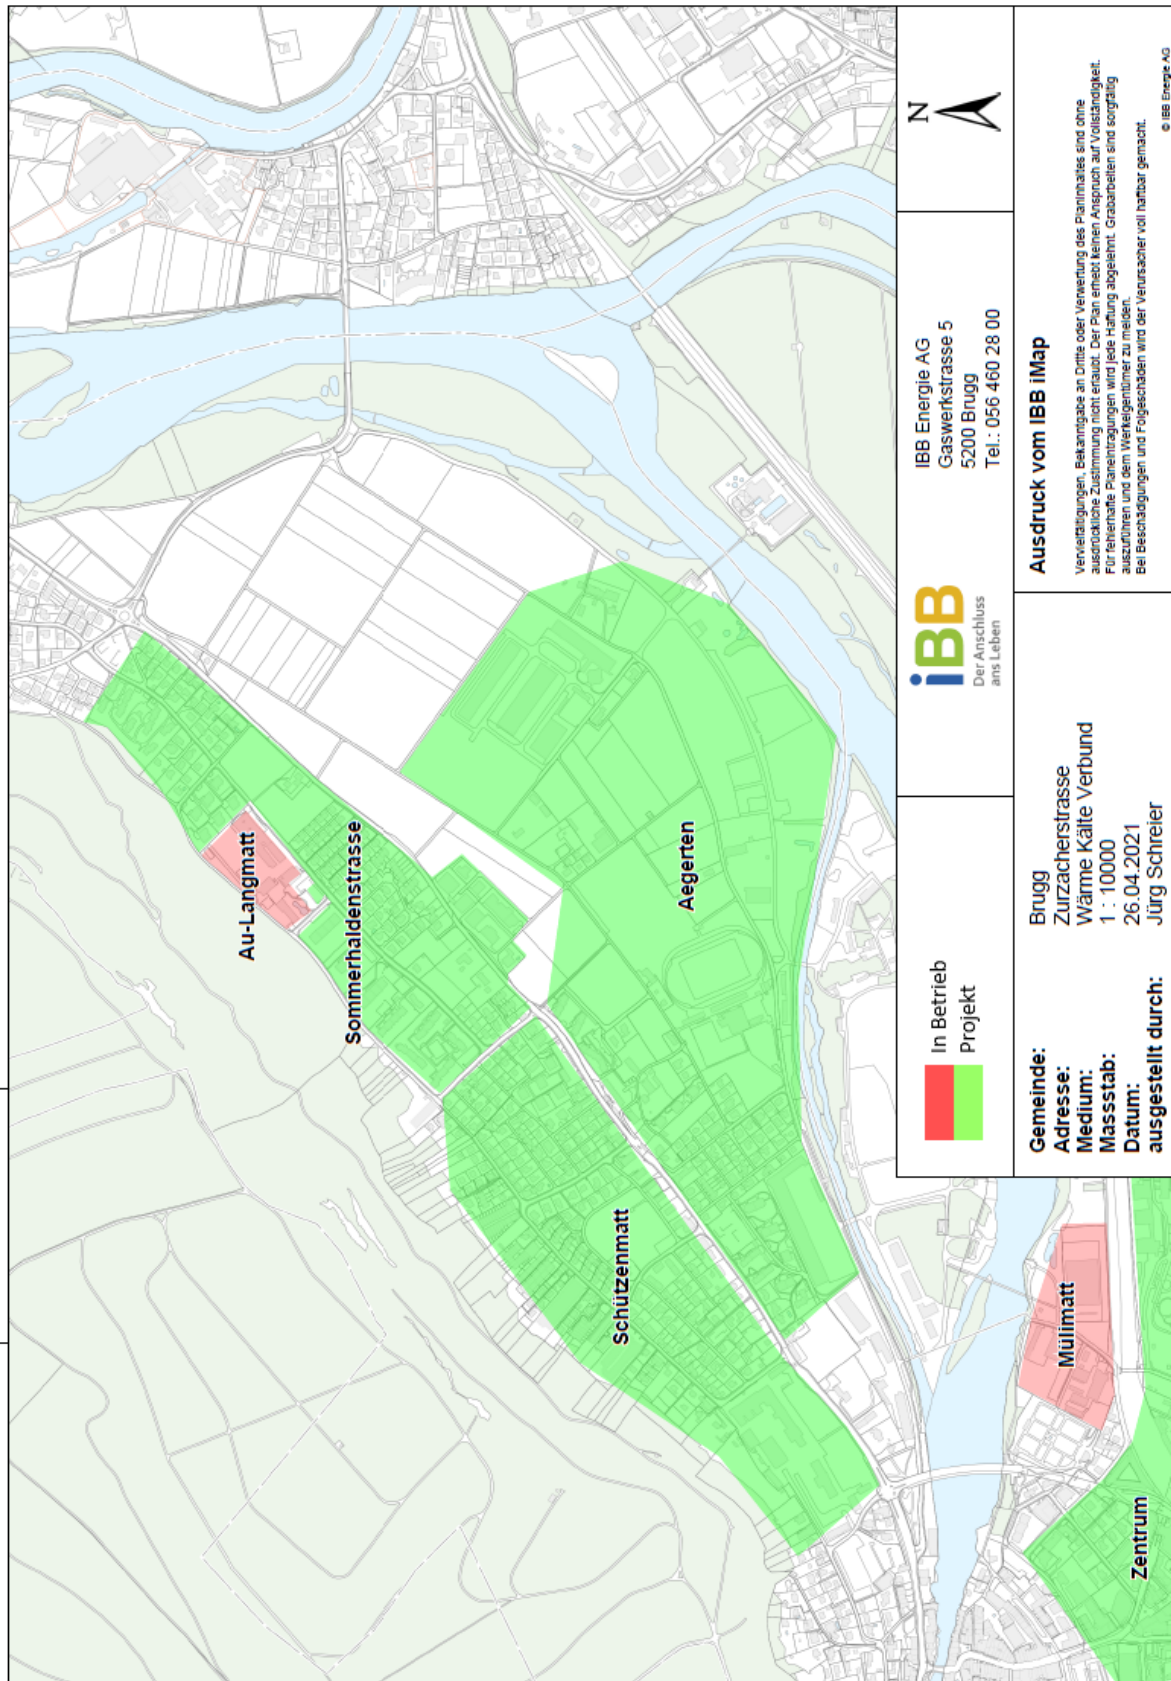 Au-Langmatt
Sommerhaldenstrasse
Schützenmatt
Aegerten
Mülimatt
Zentrum
In Betrieb
Projekt
iBB
Der Anschluss
ans Leben
IBB Energie AG
Gaswerkstrasse 5
5200 Brugg
Tel.: 056 460 28 00
N
Gemeinde: Brugg
Adresse: Zurzacherstrasse
Medium: Wärme Kälte Verbund
Massstab: 1 : 10000
Datum: 26.04.2021
ausgestellt durch: Jürg Schreier
Ausdruck vom IBB iMap
Vervielfältigungen, Bekanntgabe an Dritte oder Verwertung des Planinhaltes sind ohne
ausdrückliche Zustimmung nicht erlaubt. Der Plan erhebt keinen Anspruch auf Vollständigkeit.
Für fehlerhafte Planeintragungen wird jede Haftung abgelehnt. Grabarbeiten sind sorgfältig
auszuführen und dem Werkeigentümer zu melden.
Bei Beschädigungen und Folgeschäden wird der Verursacher voll haftbar gemacht.
© IBB Energie AG